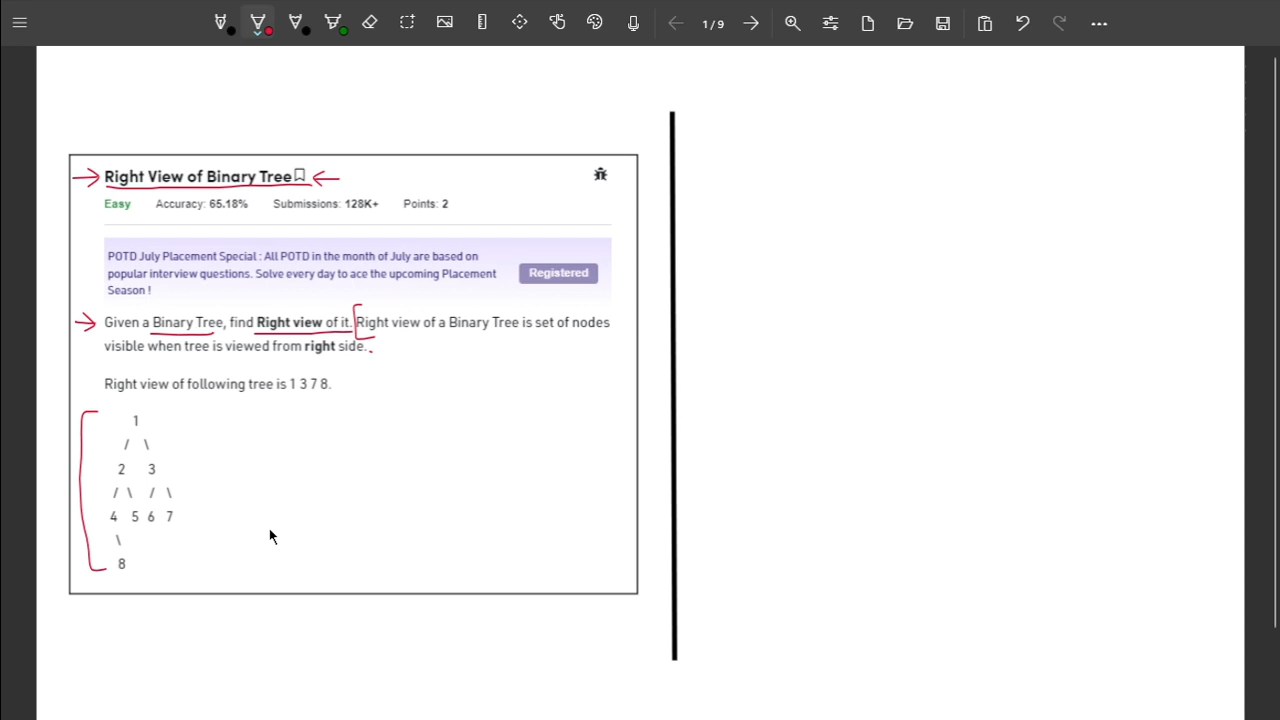 1/9
Right View of Binary Tree
Easy Accuracy: 65.18% Submissions: 128K+ Points: 2
POTD July Placement Special : All POTD in the month of July are based on
popular interview questions. Solve every day to ace the upcoming Placement
Season !
Registered
Given a Binary Tree, find Right view of it. Right view of a Binary Tree is set of nodes
visible when tree is viewed from right side.
Right view of following tree is 1 3 7 8.
1
/ \
2 3
/ \ / \
4 5 6 7
\
8